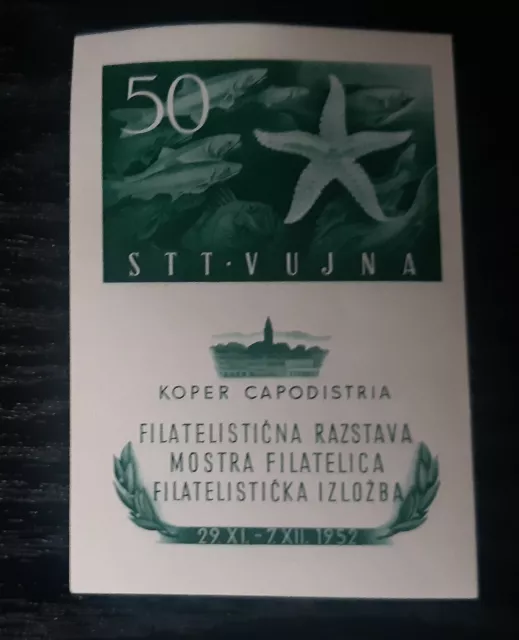 50
STT·VUJNA
KOPER CAPODISTRIA
FILATELISTIČNA RAZSTAVA
MOSTRA FILATELICA
FILATELISTIČKA IZLOŽBA
29 XI. - 7 XII. 1952